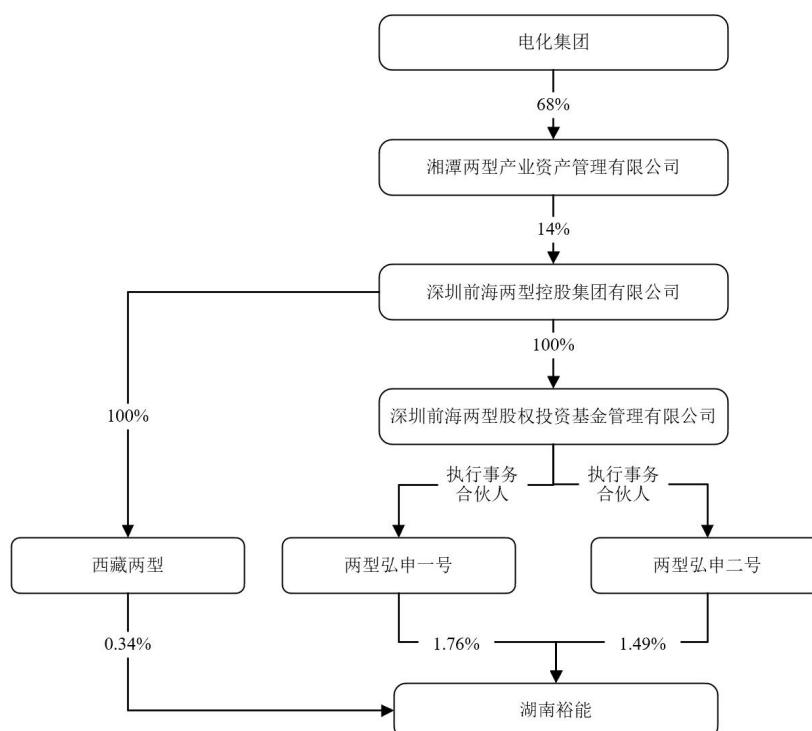 电化集团
68%
湘潭两型产业资产管理有限公司
14%
深圳前海两型控股集团有限公司
100%
100%
深圳前海两型股权投资基金管理有限公司
执行事务
合伙人
执行事务
合伙人
西藏两型
两型弘申一号
两型弘申二号
0.34%
1.76%
1.49%
湖南裕能